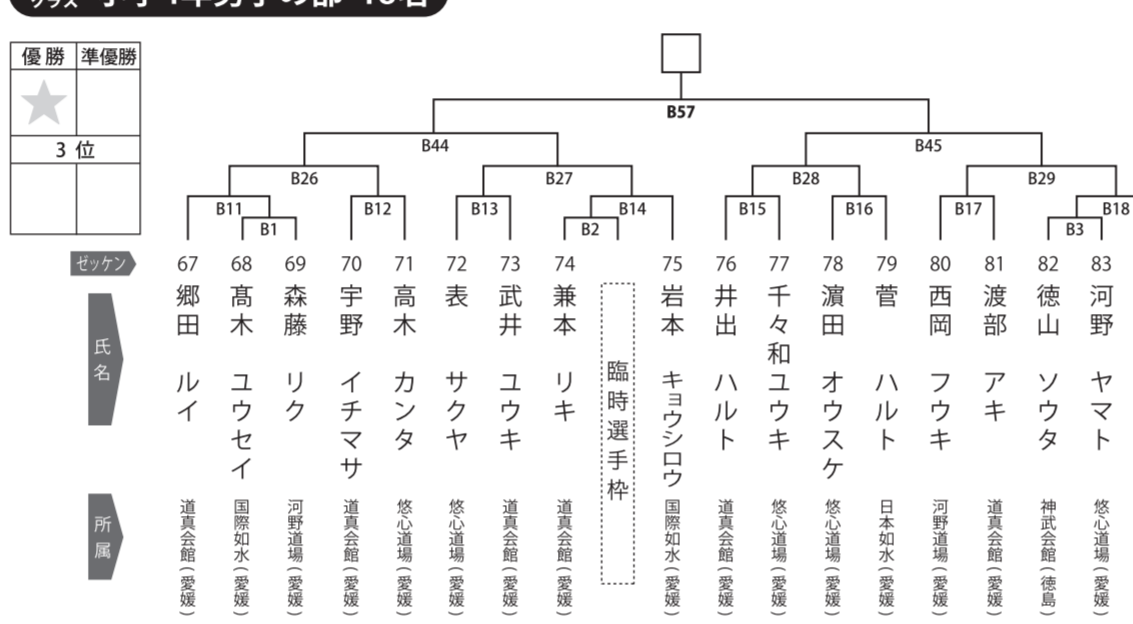 優勝 準優勝
3 位
B57
B44 B45
B26 B27 B28 B29
B11 B12 B13 B14 B15 B16 B17 B18
B1 B2 B3
ゼッケン 67 68 69 70 71 72 73 74 75 76 77 78 79 80 81 82 83
氏名
郷田 ルイ
髙木 ユウセイ
森藤 リク
宇野 イチマサ
高木 カンタ
表 サクヤ
武井 ユウキ
兼本 リキ
臨時選手枠
岩本 キョウシロウ
井出 ハルト
千々和 ユウキ
濵田 オウスケ
菅 ハルト
西岡 フウキ
渡部 アキ
徳山 ソウタ
河野 ヤマト
所属
道真会館(愛媛)
国際如水(愛媛)
河野道場(愛媛)
道真会館(愛媛)
悠心道場(愛媛)
悠心道場(愛媛)
道真会館(愛媛)
道真会館(愛媛)
国際如水(愛媛)
道真会館(愛媛)
悠心道場(愛媛)
悠心道場(愛媛)
日本如水(愛媛)
河野道場(愛媛)
道真会館(愛媛)
神武会館(徳島)
悠心道場(愛媛)